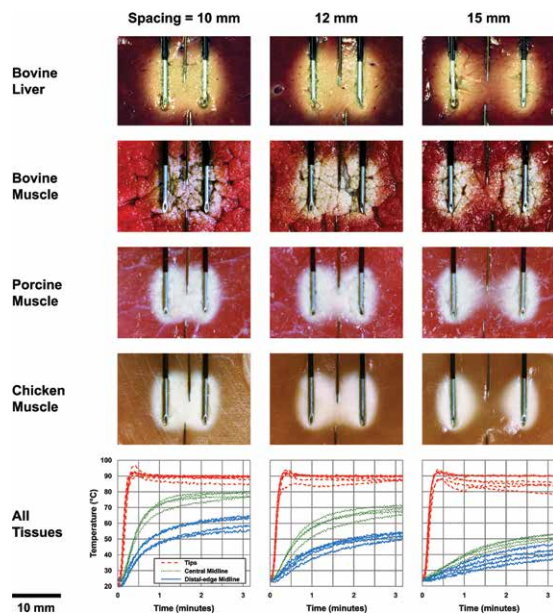 Spacing = 10 mm
12 mm
15 mm
Bovine
Liver
Bovine
Muscle
Porcine
Muscle
Chicken
Muscle
All
Tissues
Temperature (°C)
100
90
80
70
60
50
40
30
20
Tips
Central Midline
Distal-edge Midline
0 1 2 3
0 1 2 3
0 1 2 3
10 mm
Time (minutes)
Time (minutes)
Time (minutes)